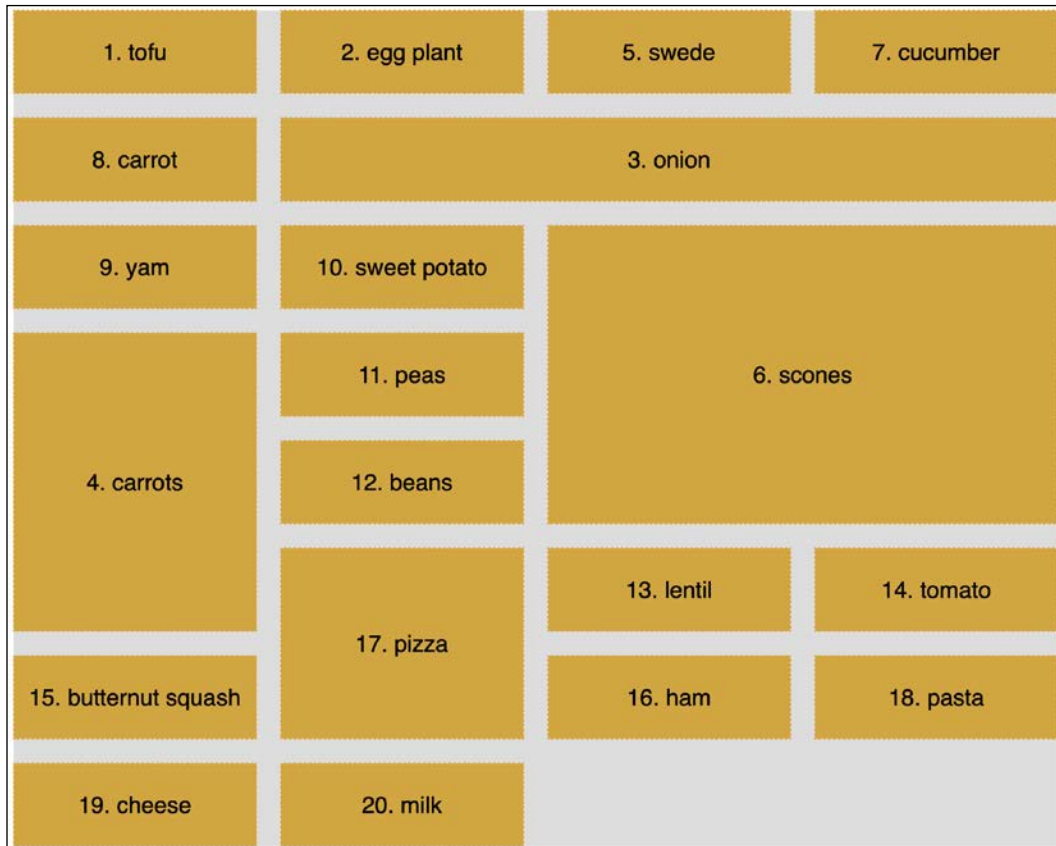 1. tofu
2. egg plant
5. swede
7. cucumber
8. carrot
3. onion
9. yam
10. sweet potato
6. scones
11. peas
4. carrots
12. beans
13. lentil
14. tomato
17. pizza
15. butternut squash
16. ham
18. pasta
19. cheese
20. milk